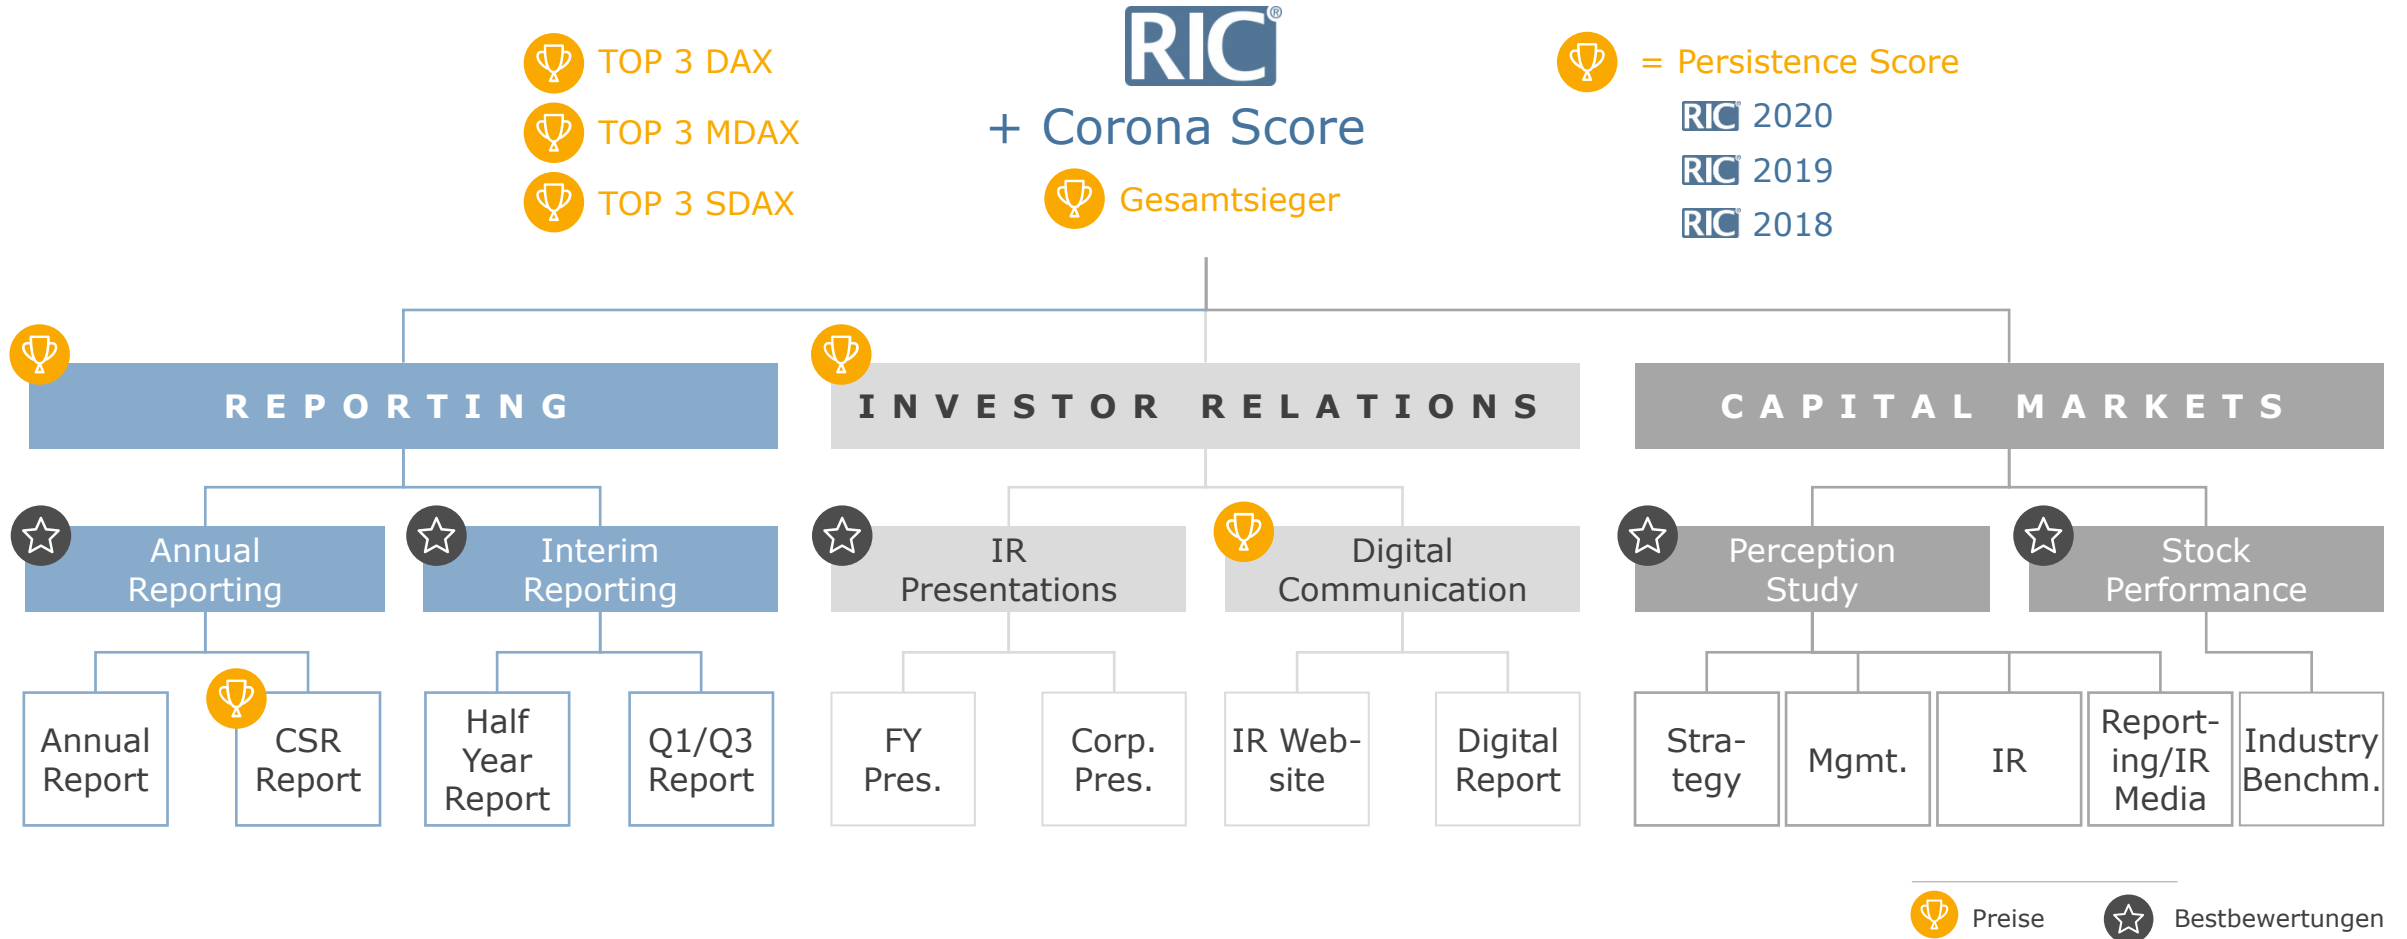 TOP 3 DAX
TOP 3 MDAX
TOP 3 SDAX
RIC®
+ Corona Score
Gesamtsieger
= Persistence Score
RIC® 2020
RIC® 2019
RIC® 2018
REPORTING
INVESTOR RELATIONS
CAPITAL MARKETS
Annual
Reporting
Interim
Reporting
IR
Presentations
Digital
Communication
Perception
Study
Stock
Performance
Annual
Report
CSR
Report
Half
Year
Report
Q1/Q3
Report
FY
Pres.
Corp.
Pres.
IR Web-
site
Digital
Report
Stra-
tegy
Mgmt.
IR
Report-
ing/IR
Media
Industry
Benchm.
Preise
Bestbewertungen